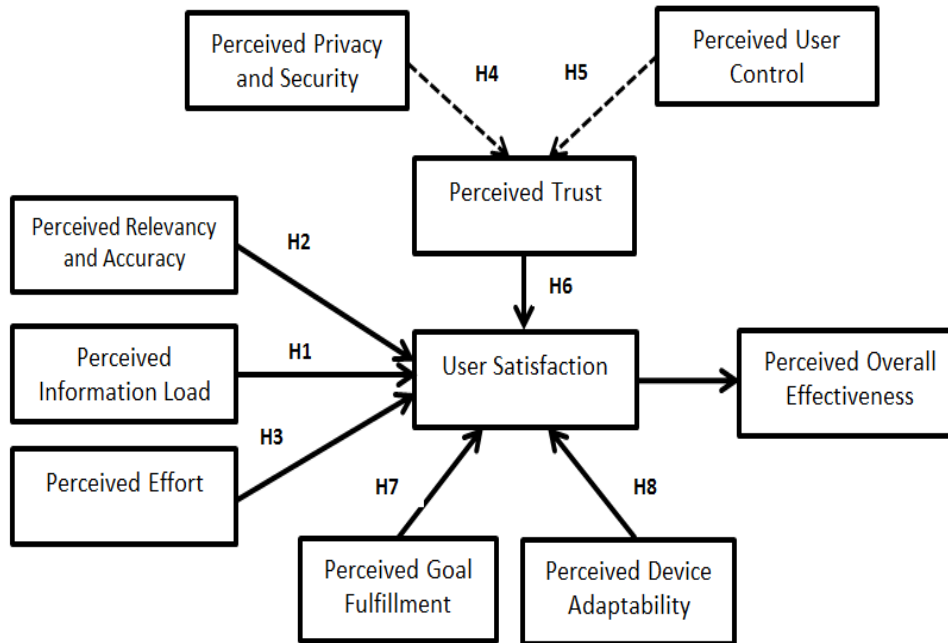 Perceived Privacy
and Security
H4
H5
Perceived User
Control
Perceived Trust
Perceived Relevancy
and Accuracy
H2
H6
Perceived
Information Load
H1
User Satisfaction
Perceived Overall
Effectiveness
Perceived Effort
H3
H7
H8
Perceived Goal
Fulfillment
Perceived Device
Adaptability